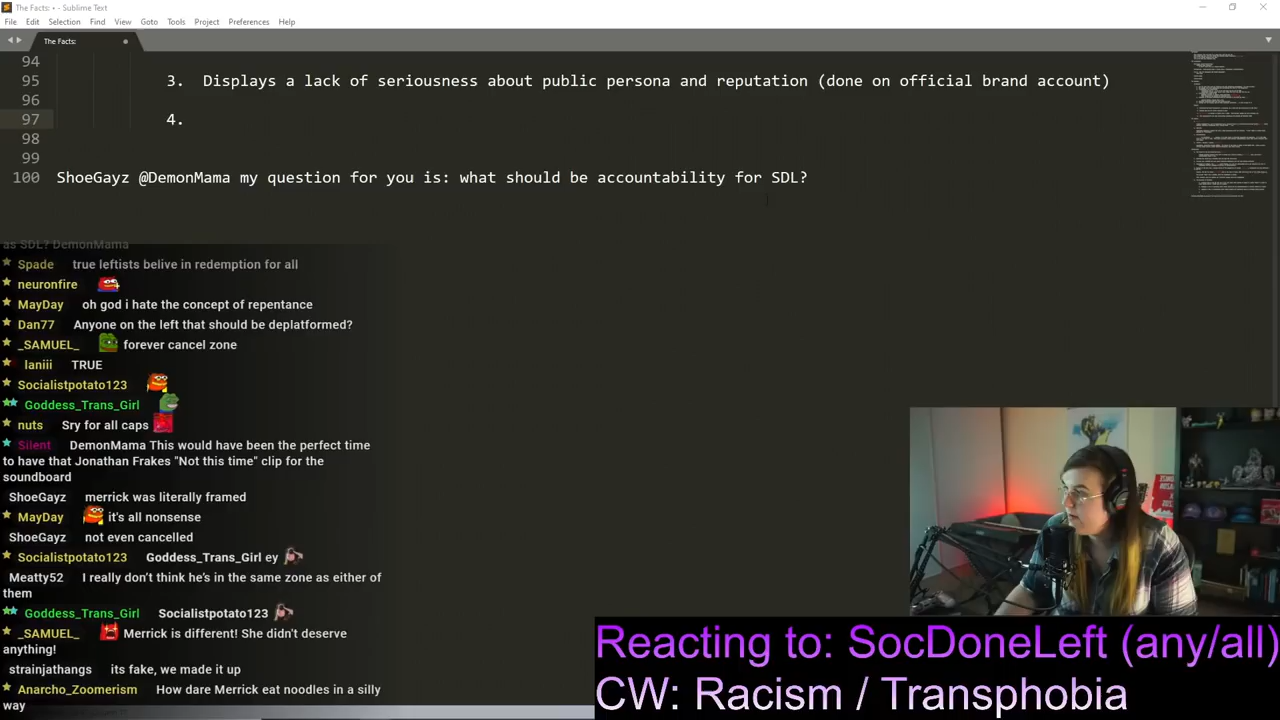 The Facts: • - Sublime Text
File Edit Selection Find View Goto Tools Project Preferences Help
The Facts:
94
95 3. Displays a lack of seriousness about public persona and reputation (done on official brand account)
96
97 4.
98
99
100 ShoeGayz @DemonMama my question for you is: what should be accountability for SDL?
as SDL? DemonMama
Spade true leftists belive in redemption for all
neuronfire
MayDay oh god i hate the concept of repentance
Dan77 Anyone on the left that should be deplatformed?
_SAMUEL_ forever cancel zone
laniii TRUE
Socialistpotato123
Goddess_Trans_Girl
nuts Sry for all caps
Silent DemonMama This would have been the perfect time
to have that Jonathan Frakes "Not this time" clip for the
soundboard
ShoeGayz merrick was literally framed
MayDay it's all nonsense
ShoeGayz not even cancelled
Socialistpotato123 Goddess_Trans_Girl ey
Meatty52 I really don't think he's in the same zone as either of
them
Goddess_Trans_Girl Socialistpotato123
_SAMUEL_ Merrick is different! She didn't deserve
anything!
strainjathangs its fake, we made it up
Anarcho_Zoomerism How dare Merrick eat noodles in a silly
way
Reacting to: SocDoneLeft (any/all)
CW: Racism / Transphobia